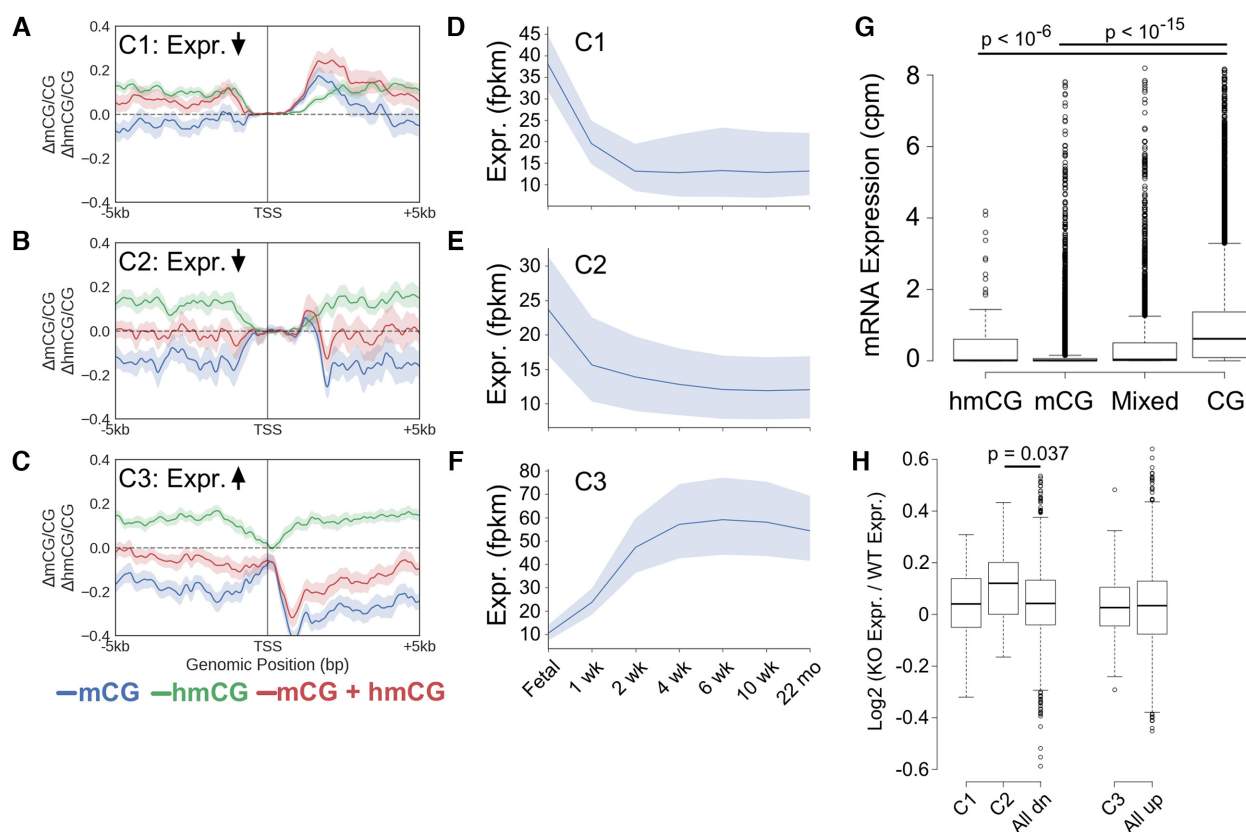 A
C1: Expr.
ΔmCG/CG
ΔhmCG/CG
0.4
0.2
0.0
−0.2
−0.4
-5kb
TSS
+5kb
B
C2: Expr.
ΔmCG/CG
ΔhmCG/CG
0.4
0.2
0.0
−0.2
−0.4
-5kb
TSS
+5kb
C
C3: Expr.
ΔmCG/CG
ΔhmCG/CG
0.4
0.2
0.0
−0.2
−0.4
-5kb
TSS
+5kb
Genomic Position (bp)
mCG hmCG mCG + hmCG
D
C1
Expr. (fpkm)
45
40
35
30
25
20
15
10
E
C2
Expr. (fpkm)
30
25
20
15
10
F
C3
Expr. (fpkm)
80
70
60
50
40
30
20
10
Fetal
1 wk
2 wk
4 wk
6 wk
10 wk
22 mo
G
p < 10-6
p < 10-15
mRNA Expression (cpm)
8
6
4
2
0
hmCG mCG Mixed CG
H
p = 0.037
Log2 (KO Expr. / WT Expr.)
0.6
0.4
0.2
0
-0.2
-0.4
-0.6
C1
C2
All dn
C3
All up